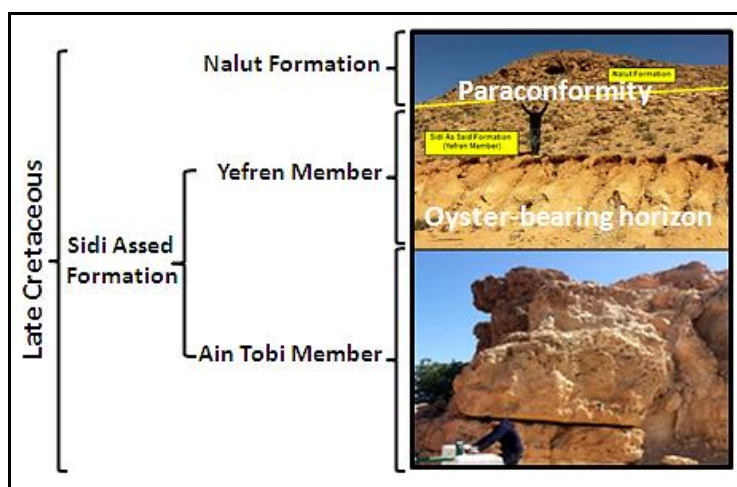 Late Cretaceous
Sidi Assed
Formation
Nalut Formation
Yefren Member
Ain Tobi Member
Nalut Formation
Paraconformity
Sidi As Said Formation
(Yefren Member)
Oyster-bearing horizon